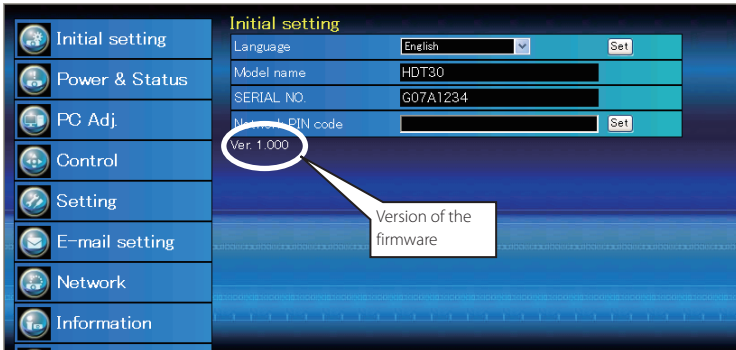 Initial setting
Power & Status
PC Adj.
Control
Setting
E-mail setting
Network
Information
Initial setting
Language English Set
Model name HDT30
SERIAL NO. G07A1234
Network PIN code Set
Ver. 1.000
Version of the
firmware